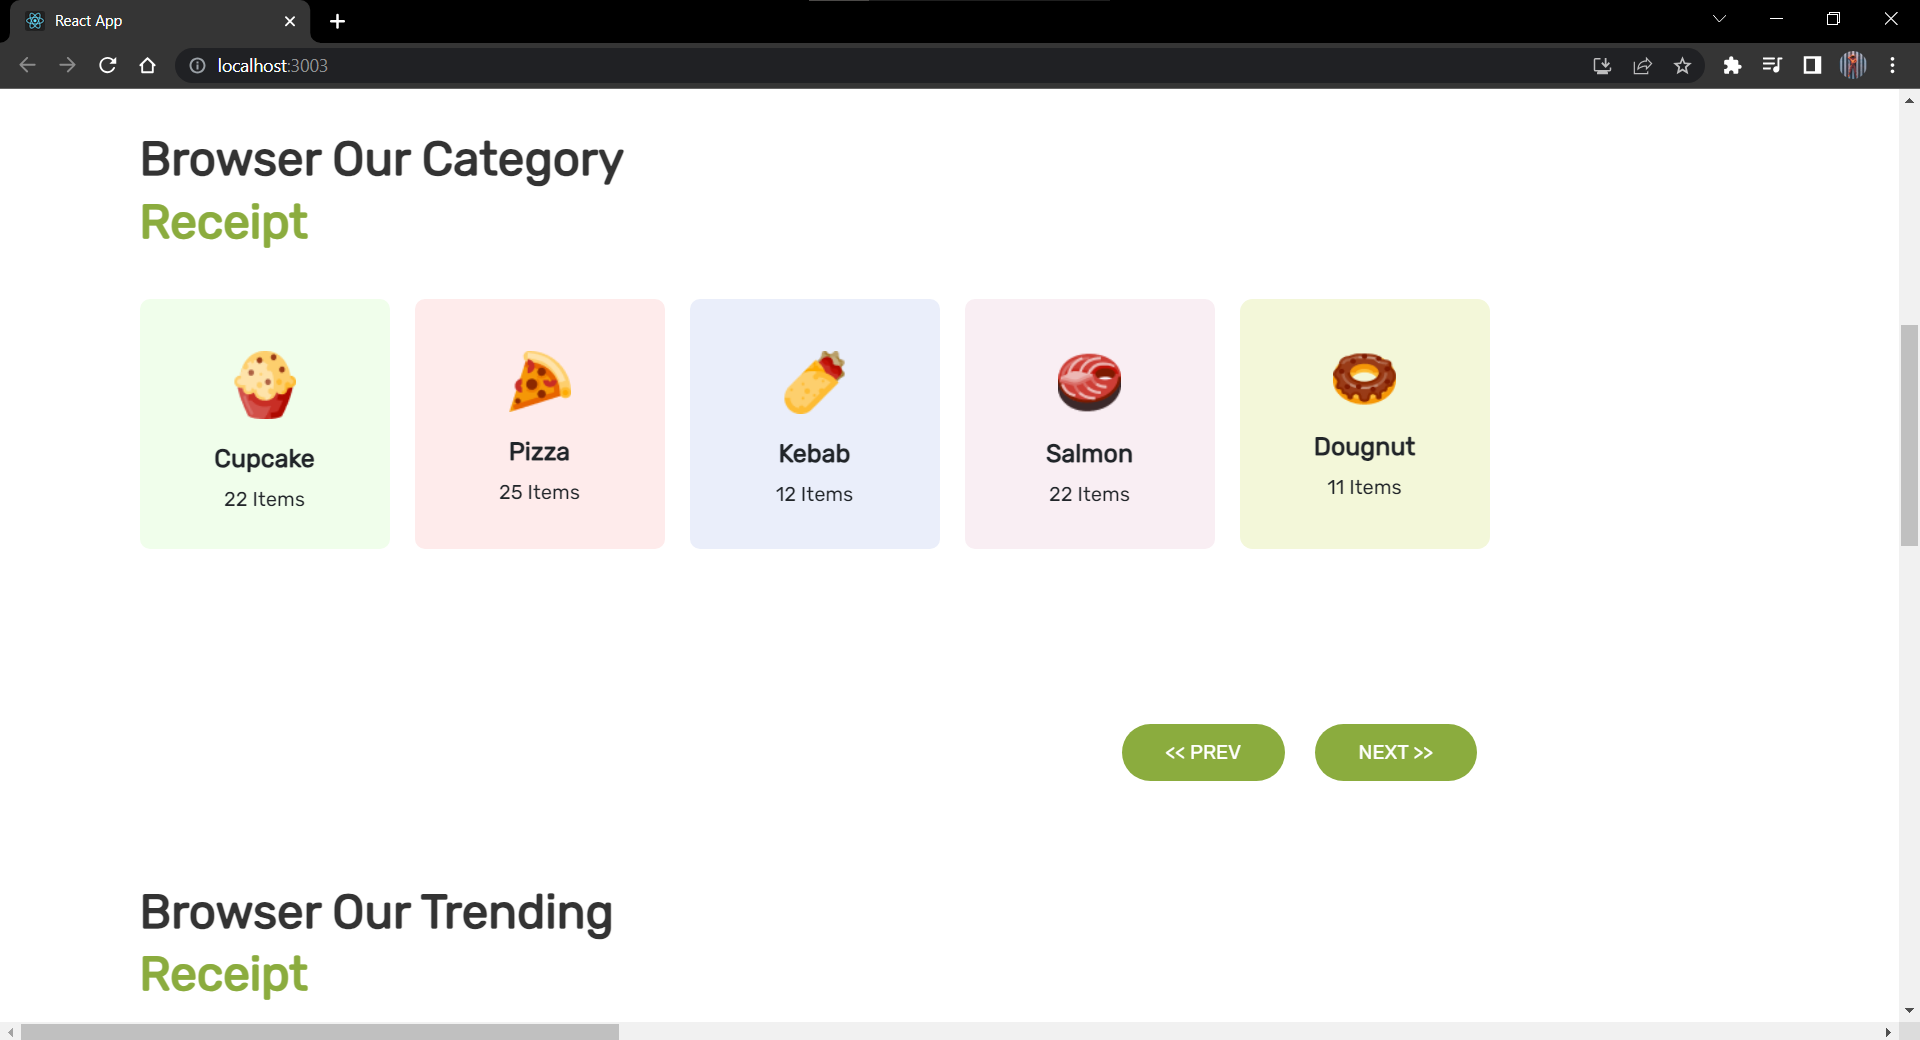 React App
localhost:3003
Browser Our Category
Receipt
Cupcake
22 Items
Pizza
25 Items
Kebab
12 Items
Salmon
22 Items
Dougnut
11 Items
<< PREV
NEXT >>
Browser Our Trending
Receipt